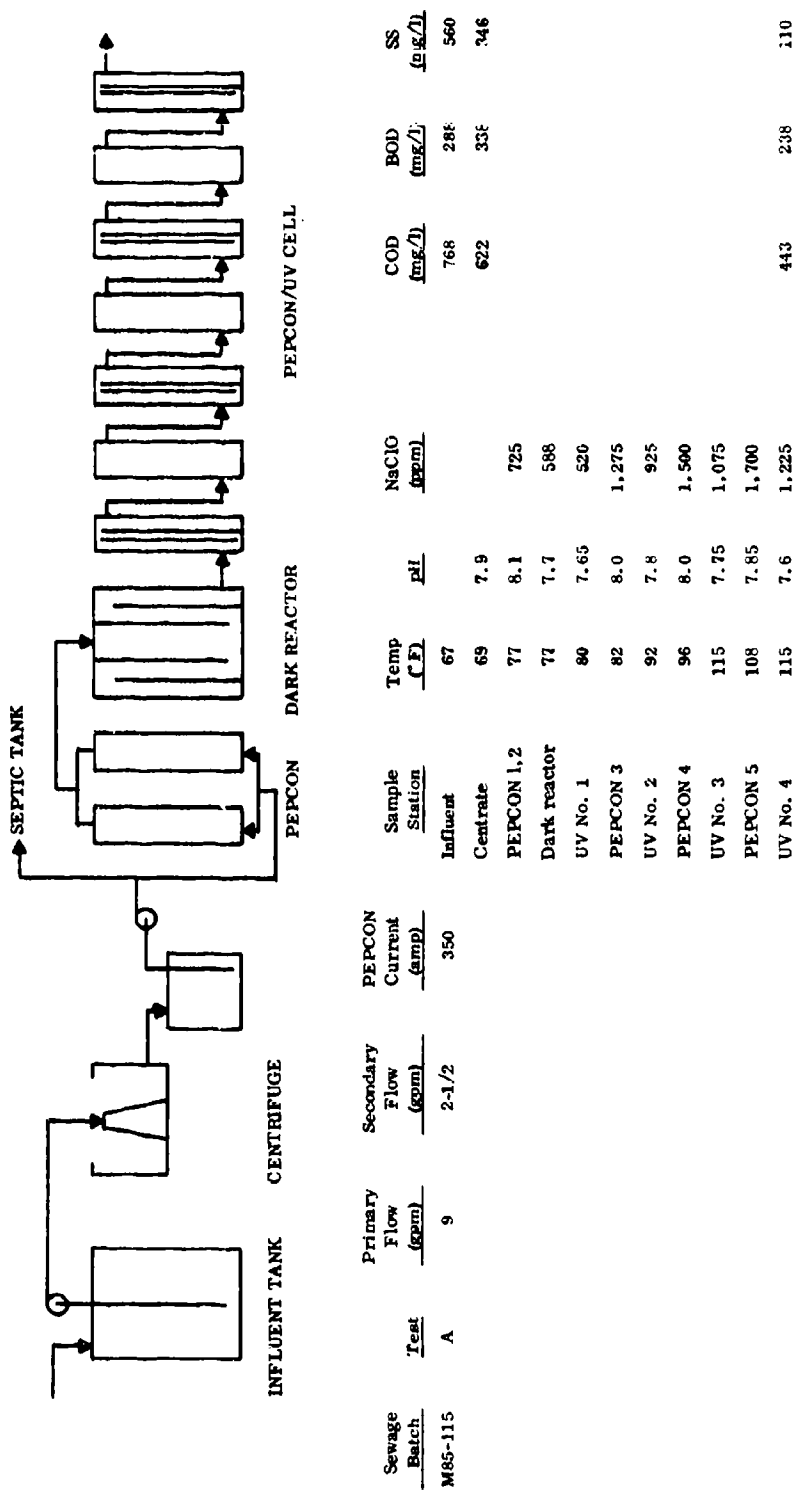 SEPTIC TANK
INFLUENT TANK CENTRIFUGE PEPCON DARK REACTOR PEPCON/UV CELL
Sewage Batch Test Primary Flow (gpm) Secondary Flow (gpm) PEPCON Current (amp) Sample Station Temp (°F) pH NaClO (ppm) COD (mg/l) BOD (mg/l) SS (mg/l)
M85-115 A 9 2-1/2 350 Influent 67 768 288 560
Centrate 69 7.9 622 338 346
PEPCON 1,2 77 8.1 725
Dark reactor 77 7.7 588
UV No. 1 80 7.65 520
PEPCON 3 82 8.0 1,275
UV No. 2 92 7.8 925
PEPCON 4 96 8.0 1,500
UV No. 3 115 7.75 1,075
PEPCON 5 108 7.85 1,700
UV No. 4 115 7.6 1,225 443 238 110